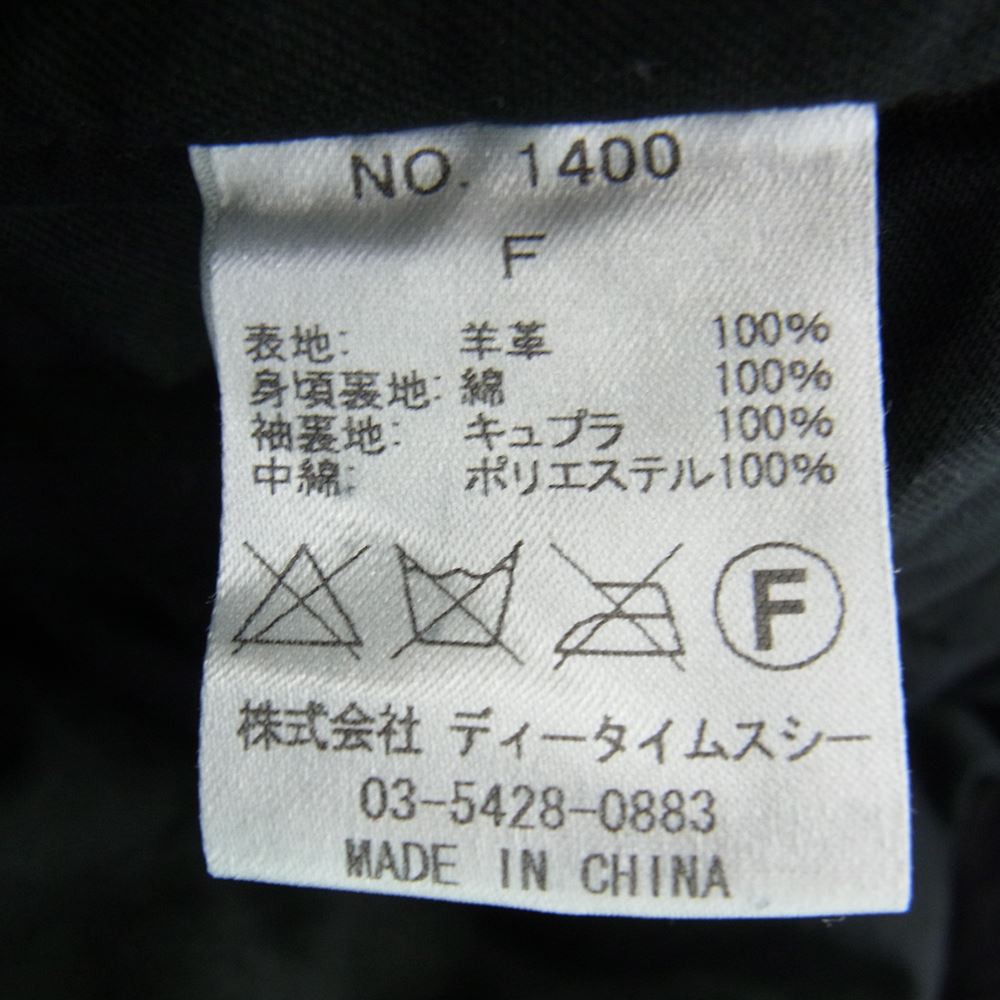 NO. 1400
F
表地: 羊革 100%
身頃裏地: 綿 100%
袖裏地: キュプラ 100%
中綿: ポリエステル100%
F
株式会社 ディータイムスシー
03-5428-0883
MADE IN CHINA